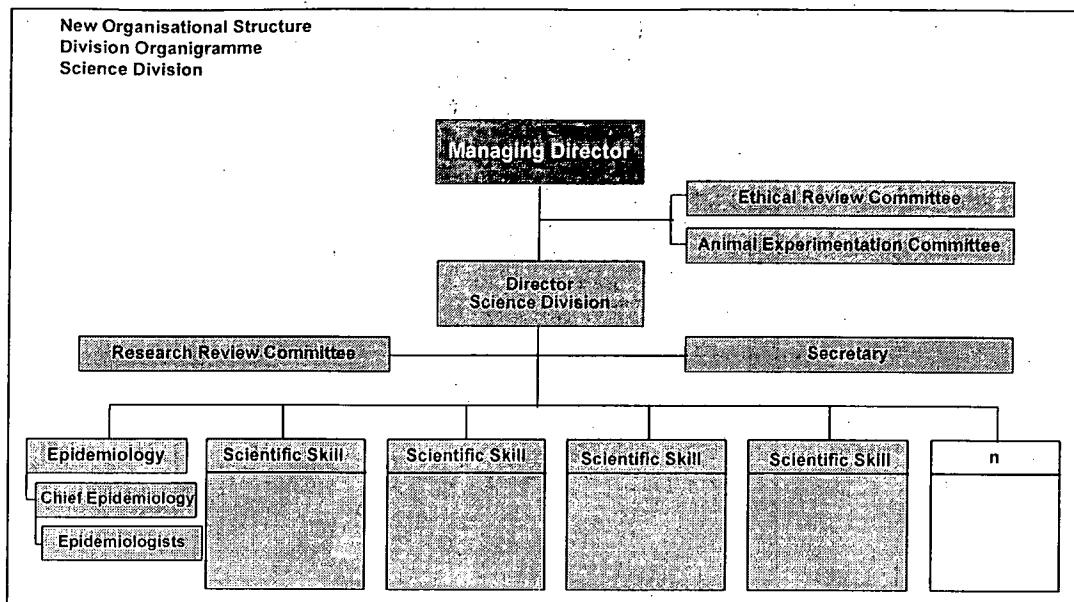 New Organisational Structure
Division Organigramme
Science Division
Managing Director
Ethical Review Committee
Animal Experimentation Committee
Director
Science Division
Research Review Committee
Secretary
Epidemiology
Chief Epidemiology
Epidemiologists
Scientific Skill
Scientific Skill
Scientific Skill
Scientific Skill
n